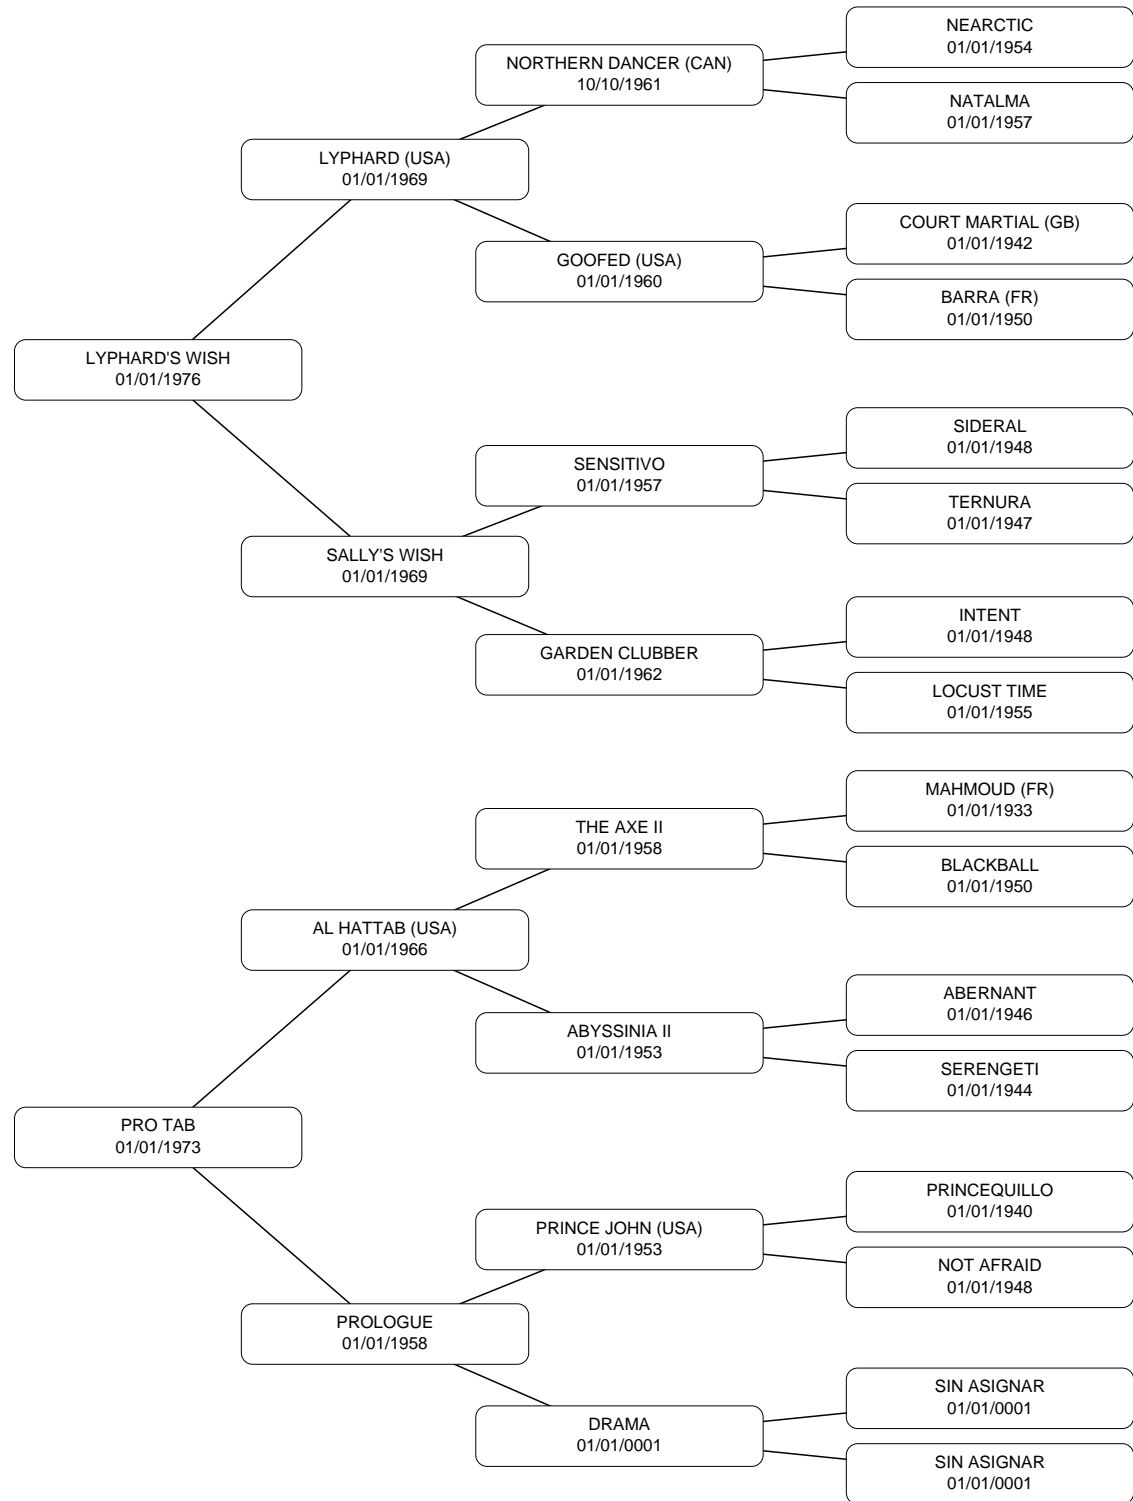 NEARCTIC
01/01/1954
NORTHERN DANCER (CAN)
10/10/1961
NATALMA
01/01/1957
LYPHARD (USA)
01/01/1969
COURT MARTIAL (GB)
01/01/1942
GOOFED (USA)
01/01/1960
BARRA (FR)
01/01/1950
LYPHARD'S WISH
01/01/1976
SIDERAL
01/01/1948
SENSITIVO
01/01/1957
TERNURA
01/01/1947
SALLY'S WISH
01/01/1969
INTENT
01/01/1948
GARDEN CLUBBER
01/01/1962
LOCUST TIME
01/01/1955
MAHMOUD (FR)
01/01/1933
THE AXE II
01/01/1958
BLACKBALL
01/01/1950
AL HATTAB (USA)
01/01/1966
ABERNANT
01/01/1946
ABYSSINIA II
01/01/1953
SERENGETI
01/01/1944
PRO TAB
01/01/1973
PRINCEQUILLO
01/01/1940
PRINCE JOHN (USA)
01/01/1953
NOT AFRAID
01/01/1948
PROLOGUE
01/01/1958
SIN ASIGNAR
01/01/0001
DRAMA
01/01/0001
SIN ASIGNAR
01/01/0001